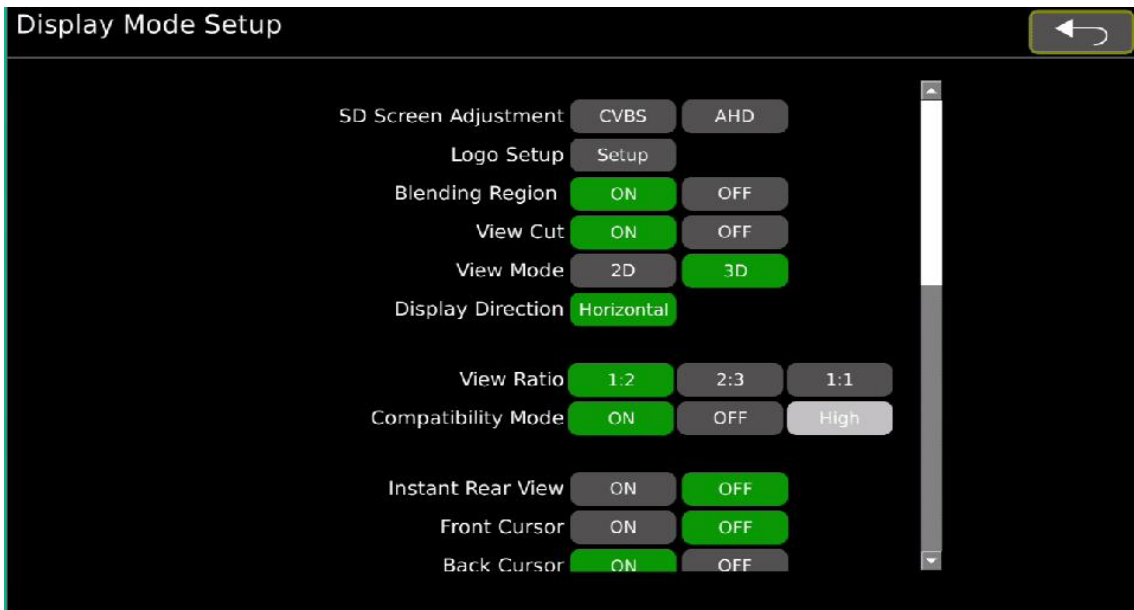 Display Mode Setup
SD Screen Adjustment CVBS AHD
Logo Setup Setup
Blending Region ON OFF
View Cut ON OFF
View Mode 2D 3D
Display Direction Horizontal
View Ratio 1:2 2:3 1:1
Compatibility Mode ON OFF High
Instant Rear View ON OFF
Front Cursor ON OFF
Back Cursor ON OFF